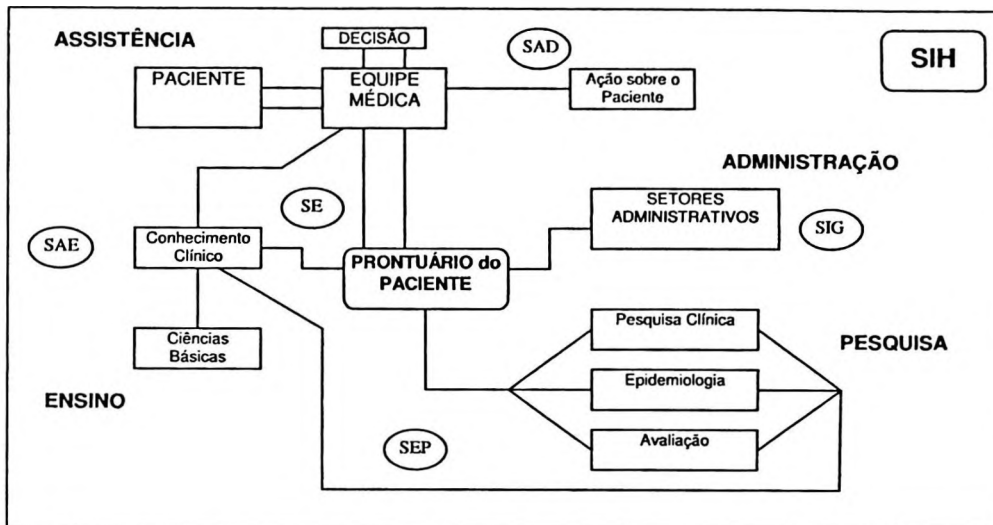 ASSISTÊNCIA
DECISÃO
SAD
SIH
PACIENTE
EQUIPE
MÉDICA
Ação sobre o
Paciente
ADMINISTRAÇÃO
SE
SETORES
ADMINISTRATIVOS
SIG
SAE
Conhecimento
Clínico
PRONTUÁRIO do
PACIENTE
Pesquisa Clínica
PESQUISA
Ciências
Básicas
Epidemiologia
ENSINO
Avaliação
SEP